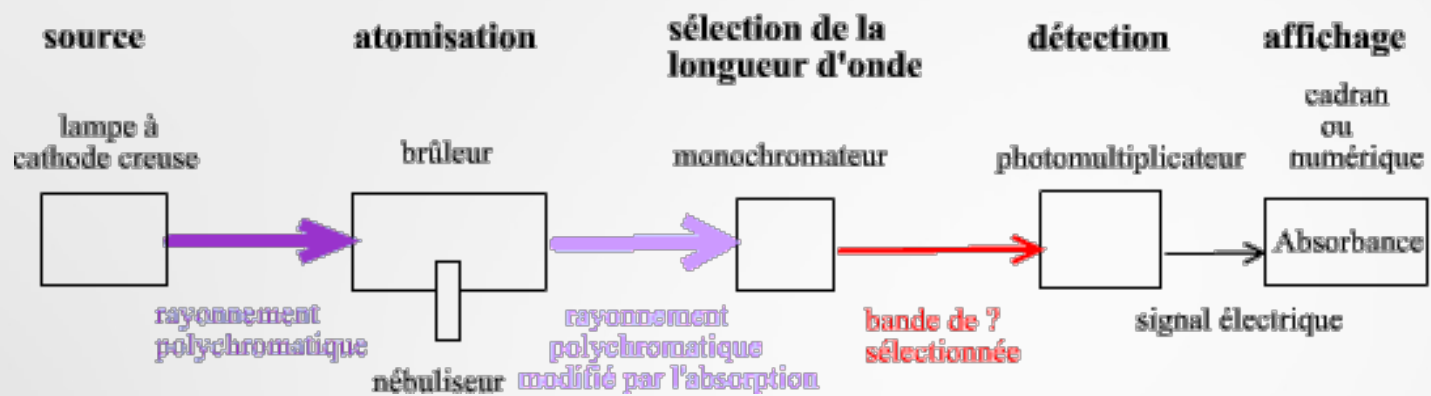 source
atomisation
sélection de la
longueur d'onde
détection
affichage
lampe à
cathode creuse
brûleur
monochromateur
photomultiplicateur
cadran
ou
numérique
Absorbance
rayonnement
polychromatique
nébuliseur
rayonnement
polychromatique
modifié par l'absorption
bande de ?
sélectionnée
signal électrique